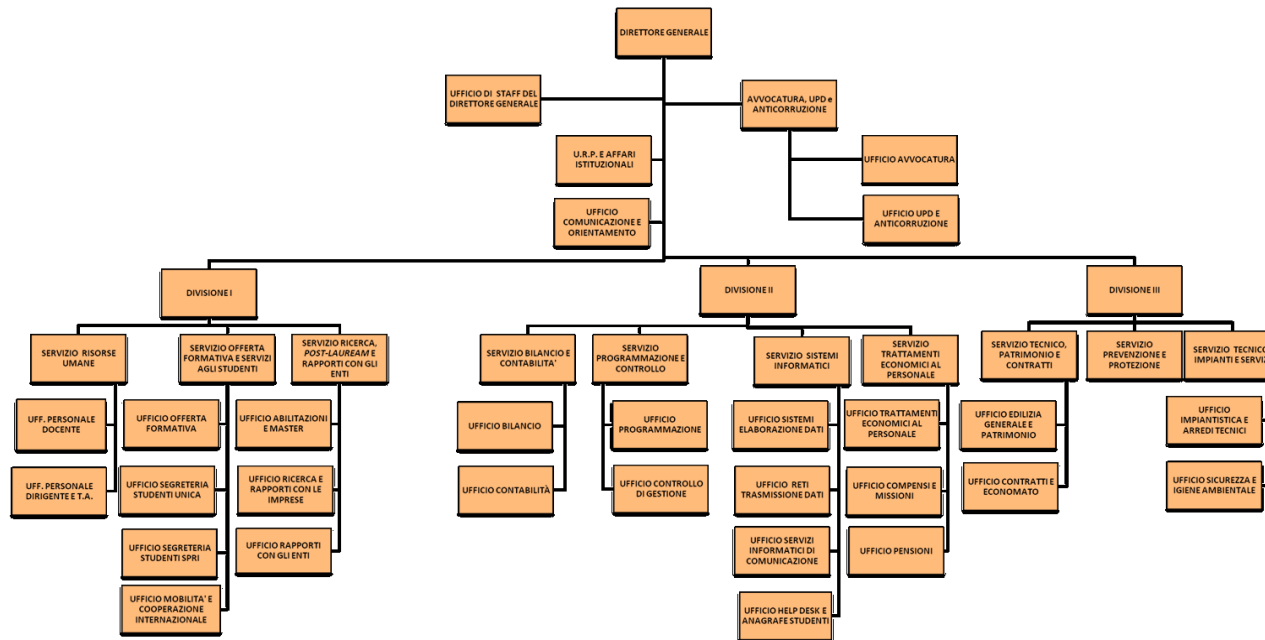 DIRETTORE GENERALE
UFFICIO DI STAFF DEL
DIRETTORE GENERALE
AVVOCATURA, UPD e
ANTICORRUZIONE
U.R.P. E AFFARI
ISTITUZIONALI
UFFICIO AVVOCATURA
UFFICIO
COMUNICAZIONE E
ORIENTAMENTO
UFFICIO UPD E
ANTICORRUZIONE
DIVISIONE I
DIVISIONE II
DIVISIONE III
SERVIZIO RISORSE
UMANE
SERVIZIO OFFERTA
FORMATIVA E SERVIZI
AGLI STUDENTI
SERVIZIO RICERCA,
POST-LAUREAM E
RAPPORTI CON GLI
ENTI
SERVIZIO BILANCIO E
CONTABILITA'
SERVIZIO
PROGRAMMAZIONE E
CONTROLLO
SERVIZIO SISTEMI
INFORMATICI
SERVIZIO
TRATTAMENTI
ECONOMICI AL
PERSONALE
SERVIZIO TECNICO,
PATRIMONIO E
CONTRATTI
SERVIZIO
PREVENZIONE E
PROTEZIONE
SERVIZIO TECNICO
IMPIANTI E SERVIZ
UFF. PERSONALE
DOCENTE
UFFICIO OFFERTA
FORMATIVA
UFFICIO ABILITAZIONI
E MASTER
UFFICIO BILANCIO
UFFICIO
PROGRAMMAZIONE
UFFICIO SISTEMI
ELABORAZIONE DATI
UFFICIO TRATTAMENTI
ECONOMICI AL
PERSONALE
UFFICIO EDILIZIA
GENERALE E
PATRIMONIO
UFFICIO
IMPIANTISTICA E
ARREDI TECNICI
UFF. PERSONALE
DIRIGENTE E T.A.
UFFICIO SEGRETERIA
STUDENTI UNICA
UFFICIO RICERCA E
RAPPORTI CON LE
IMPRESE
UFFICIO CONTABILITÀ
UFFICIO CONTROLLO
DI GESTIONE
UFFICIO RETI
TRASMISSIONE DATI
UFFICIO COMPENSI E
MISSIONI
UFFICIO CONTRATTI E
ECONOMATO
UFFICIO SICUREZZA E
IGIENE AMBIENTALE
UFFICIO SEGRETERIA
STUDENTI SPRI
UFFICIO RAPPORTI
CON GLI ENTI
UFFICIO SERVIZI
INFORMATICI DI
COMUNICAZIONE
UFFICIO PENSIONI
UFFICIO MOBILITA' E
COOPERAZIONE
INTERNAZIONALE
UFFICIO HELP DESK E
ANAGRAFE STUDENTI